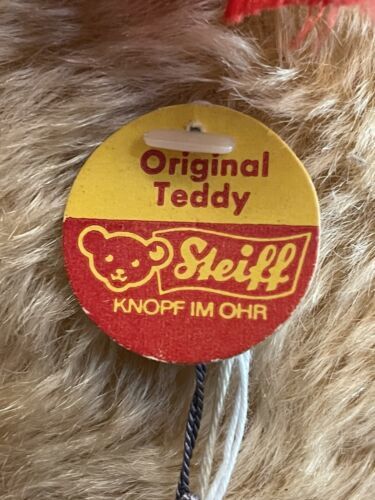 Original
Teddy
Steiff
KNOPF IM OHR